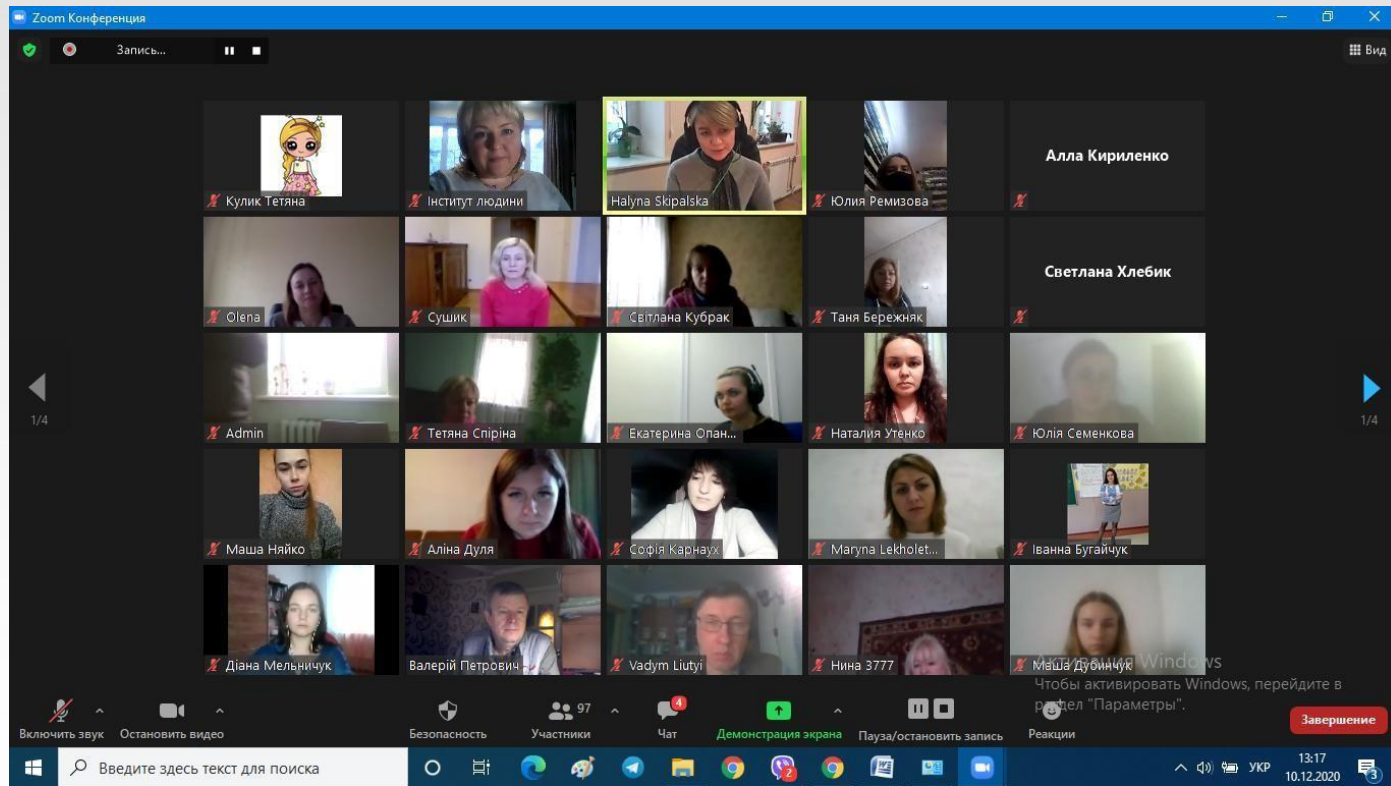 Zoom Конференция
Запись...
Вид
Кулик Тетяна
Інститут людини
Halyna Skipalska
Юлия Ремизова
Алла Кириленко
Olena
Сушик
Світлана Кубрак
Таня Бережняк
Светлана Хлебик
Admin
Тетяна Спіріна
Екатерина Опан...
Наталия Утенко
Юлія Семенкова
Маша Няйко
Аліна Дуля
Софія Карнаух
Maryna Lekholet...
Іванна Бугайчук
Діана Мельничук
Валерій Петрович
Vadym Liutyi
Нина 3777
Маша Дубинчук
1/4
1/4
Активация Windows
Чтобы активировать Windows, перейдите в
раздел "Параметры".
Включить звук
Остановить видео
Безопасность
97
Участники
4
Чат
Демонстрация экрана
Пауза/остановить запись
Реакции
Завершение
Введите здесь текст для поиска
2
УКР
13:17
10.12.2020
3